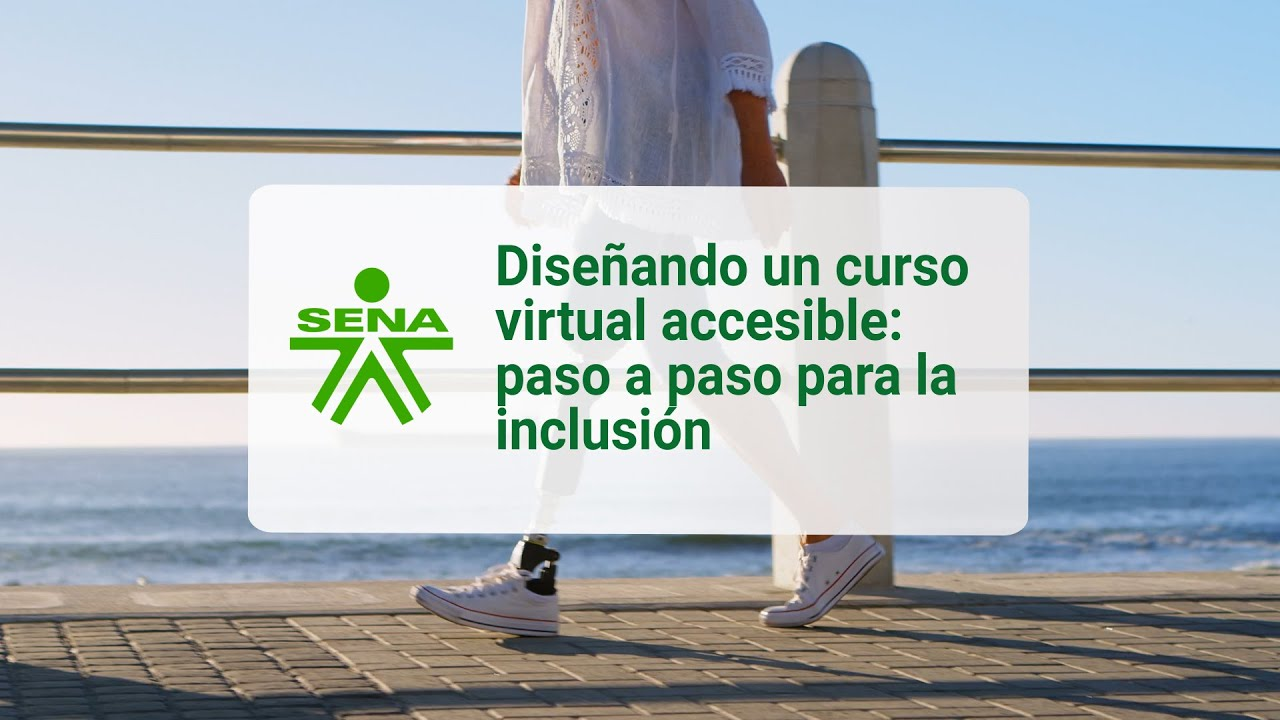 SENA
Diseñando un curso
virtual accesible:
paso a paso para la
inclusión